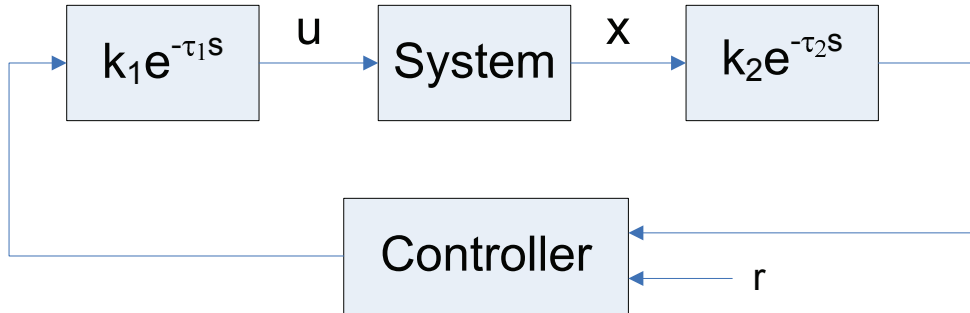 k₁e^-τ₁s
u
System
x
k₂e^-τ₂s
Controller
r